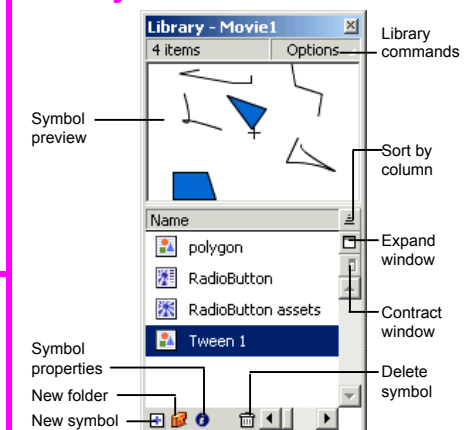 Library - Movie1
4 items Options
Library
commands
Symbol
preview
Sort by
column
Name
Expand
window
polygon
RadioButton
RadioButton assets
Contract
window
Tween 1
Symbol
properties
Delete
symbol
New folder
New symbol